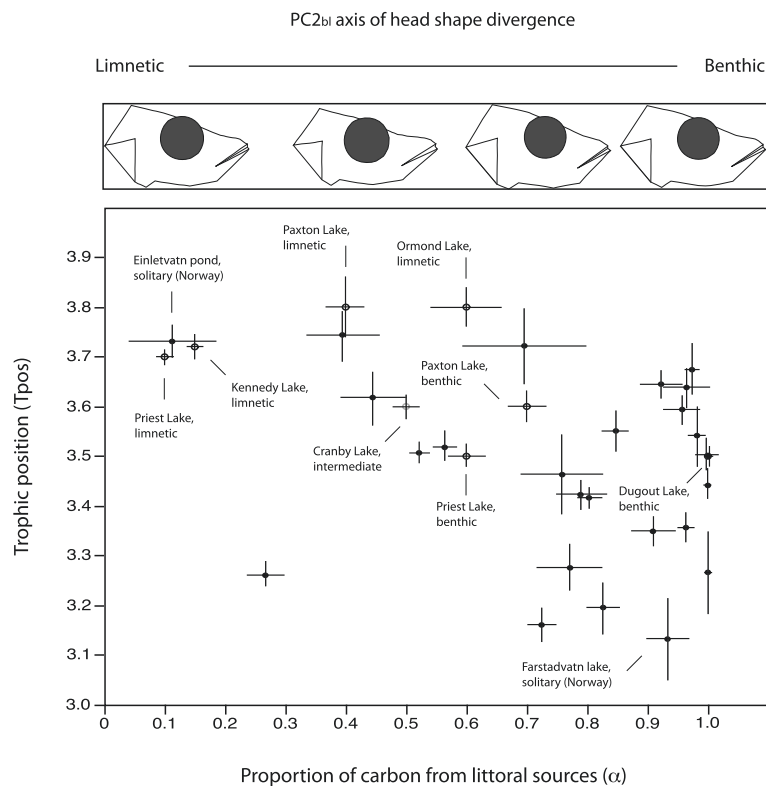 PC2bl axis of head shape divergence
Limnetic
Benthic
Paxton Lake,
limnetic
Ormond Lake,
limnetic
Einletvatn pond,
solitary (Norway)
Paxton Lake,
benthic
Kennedy Lake,
limnetic
Priest Lake,
limnetic
Cranby Lake,
intermediate
Priest Lake,
benthic
Dugout Lake,
benthic
Farstadvatn lake,
solitary (Norway)
Trophic position (Tpos)
3.9
3.8
3.7
3.6
3.5
3.4
3.3
3.2
3.1
3.0
0 0.1 0.2 0.3 0.4 0.5 0.6 0.7 0.8 0.9 1.0
Proportion of carbon from littoral sources (α)